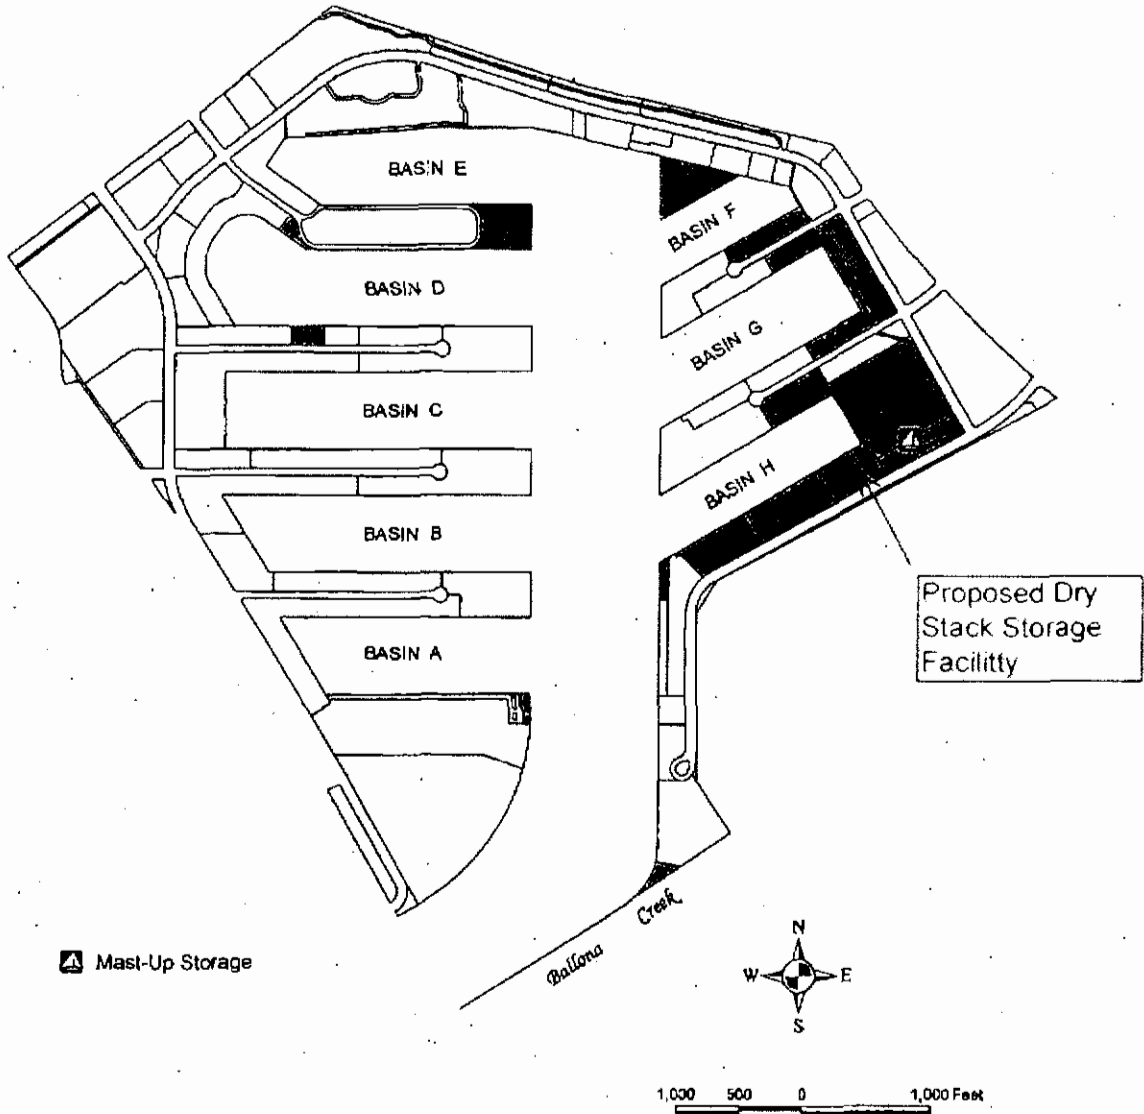 BASIN E
BASIN F
BASIN D
BASIN G
BASIN C
BASIN H
BASIN B
Proposed Dry
Stack Storage
Facilitty
BASIN A
Ballona Creek
Mast-Up Storage
N
W E
S
1,000 500 0 1,000 Feet